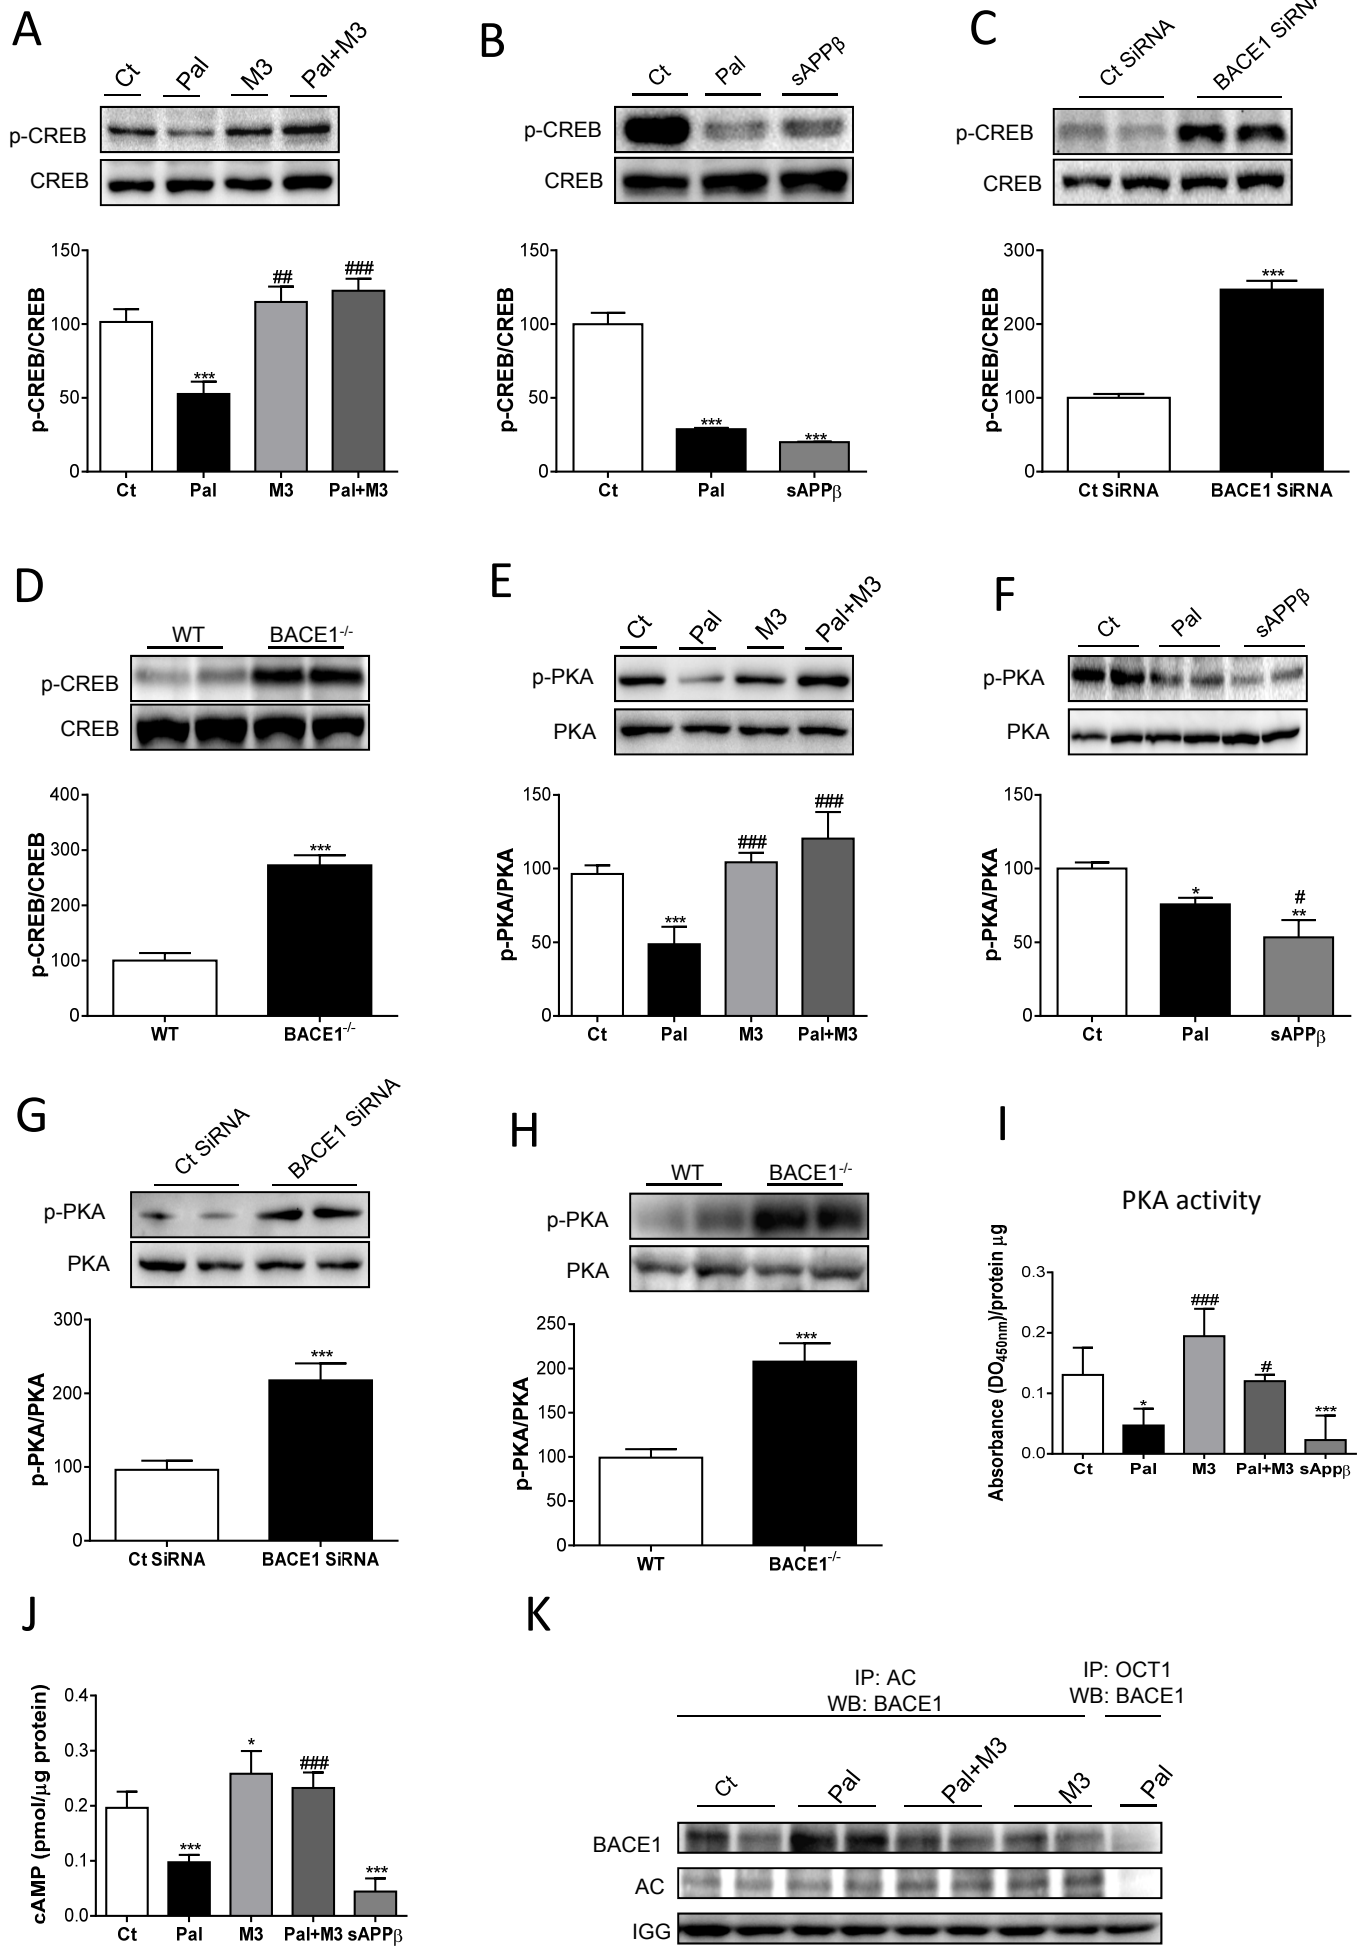 A
Ct Pal M3 Pal+M3
p-CREB
CREB
p-CREB/CREB
150
100
50
0
***
##
###
Ct Pal M3 Pal+M3
B
Ct Pal sAPPβ
p-CREB
CREB
p-CREB/CREB
150
100
50
0
***
***
Ct Pal sAPPβ
C
Ct SiRNA BACE1 SiRNA
p-CREB
CREB
p-CREB/CREB
300
200
100
0
***
Ct SiRNA BACE1 SiRNA
D
WT BACE1-/-
p-CREB
CREB
p-CREB/CREB
400
300
200
100
0
***
WT BACE1-/-
E
Ct Pal M3 Pal+M3
p-PKA
PKA
p-PKA/PKA
150
100
50
0
***
###
###
Ct Pal M3 Pal+M3
F
Ct Pal sAPPβ
p-PKA
PKA
p-PKA/PKA
150
100
50
0
*
#
**
Ct Pal sAPPβ
G
Ct SiRNA BACE1 SiRNA
p-PKA
PKA
p-PKA/PKA
300
200
100
0
***
Ct SiRNA BACE1 SiRNA
H
WT BACE1-/-
p-PKA
PKA
p-PKA/PKA
250
200
150
100
50
0
***
WT BACE1-/-
I
PKA activity
Absorbance (DO450nm)/protein µg
0.3
0.2
0.1
0.0
*
###
#
***
Ct Pal M3 Pal+M3 sAppβ
J
cAMP (pmol/µg protein)
0.4
0.3
0.2
0.1
0.0
***
*
###
***
Ct Pal M3 Pal+M3 sAPPβ
K
IP: AC
WB: BACE1
IP: OCT1
WB: BACE1
Ct Pal Pal+M3 M3 Pal
BACE1
AC
IGG